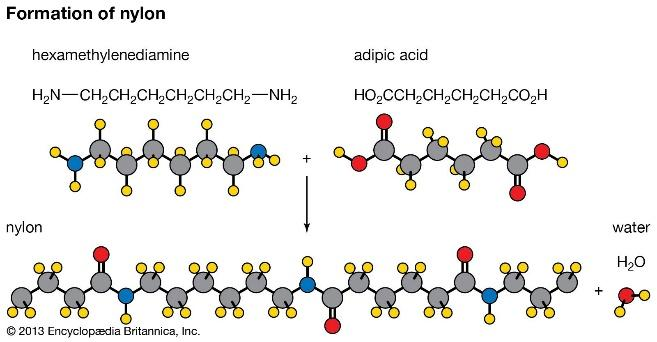 Formation of nylon
hexamethylenediamine
adipic acid
H₂N—CH₂CH₂CH₂CH₂CH₂CH₂—NH₂
HO₂CCH₂CH₂CH₂CH₂CO₂H
+
nylon
water
H₂O
+
© 2013 Encyclopædia Britannica, Inc.